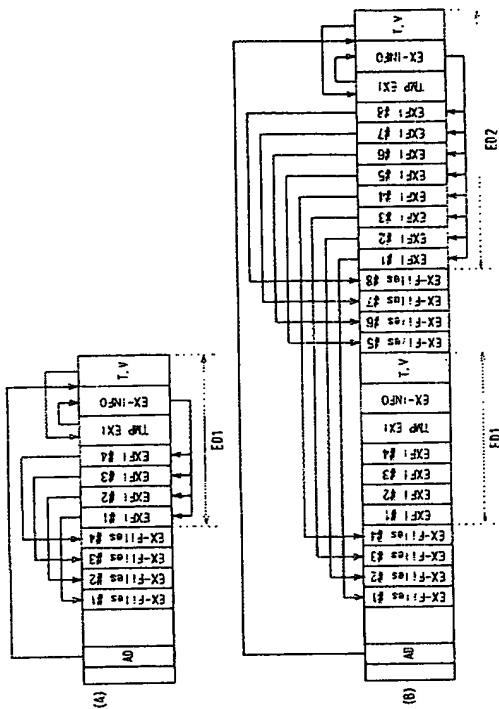 (A)
AD
EX-Files #1
EX-Files #2
EX-Files #3
EX-Files #4
EXFI #1
EXFI #2
EXFI #3
EXFI #4
TMP EXI
EX-INFO
T,V
ED1
(B)
AD
EX-Files #1
EX-Files #2
EX-Files #3
EX-Files #4
EXFI #1
EXFI #2
EXFI #3
EXFI #4
TMP EXI
EX-INFO
T,V
ED1
EX-Files #5
EX-Files #6
EX-Files #7
EX-Files #8
EXFI #1
EXFI #2
EXFI #3
EXFI #4
EXFI #5
EXFI #6
EXFI #7
EXFI #8
TMP EXI
EX-INFO
T,V
ED2